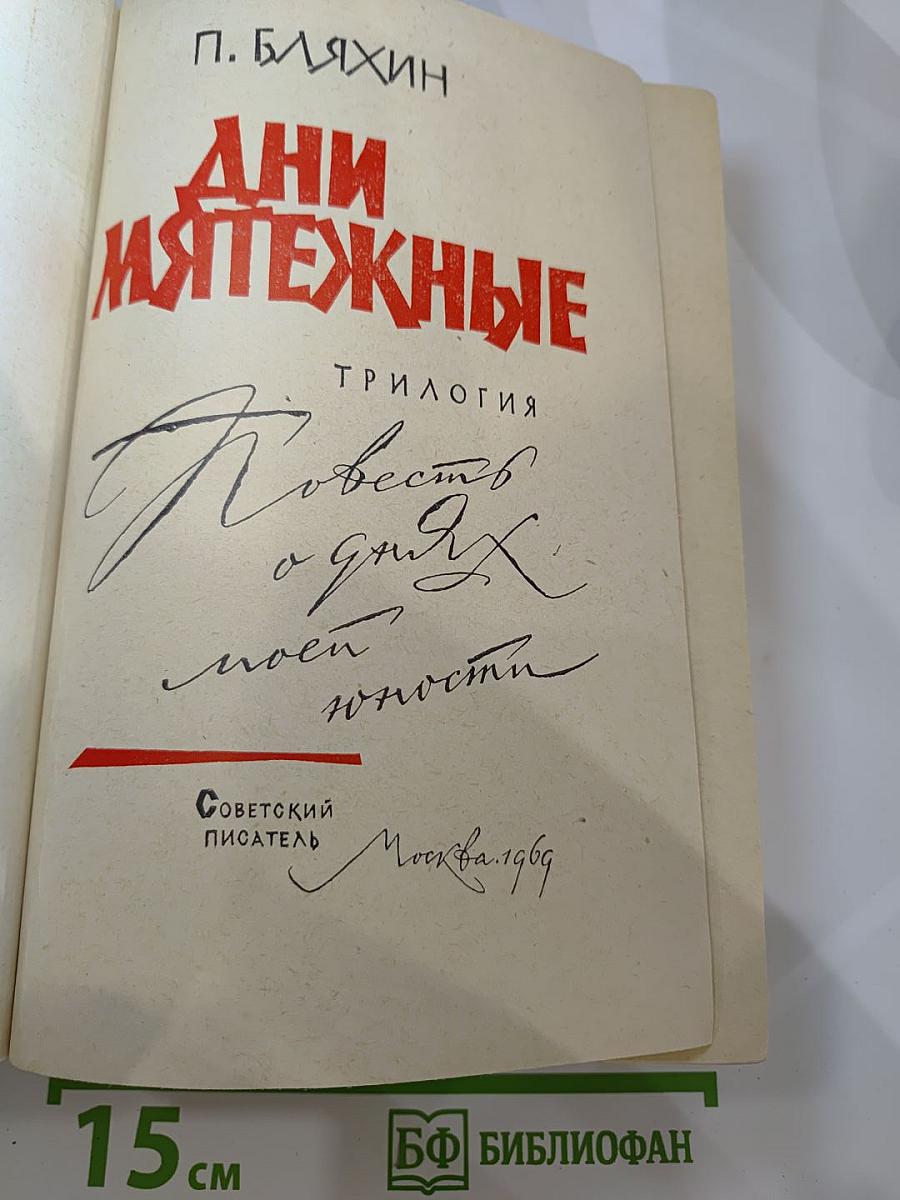 П. БЛЯХИН
ДНИ
МЯТЕЖНЫЕ
ТРИЛОГИЯ
Повесть
о днях
моей
юности
Советский
писатель
Москва.1969
15 см
БФ БИБЛИОФАН